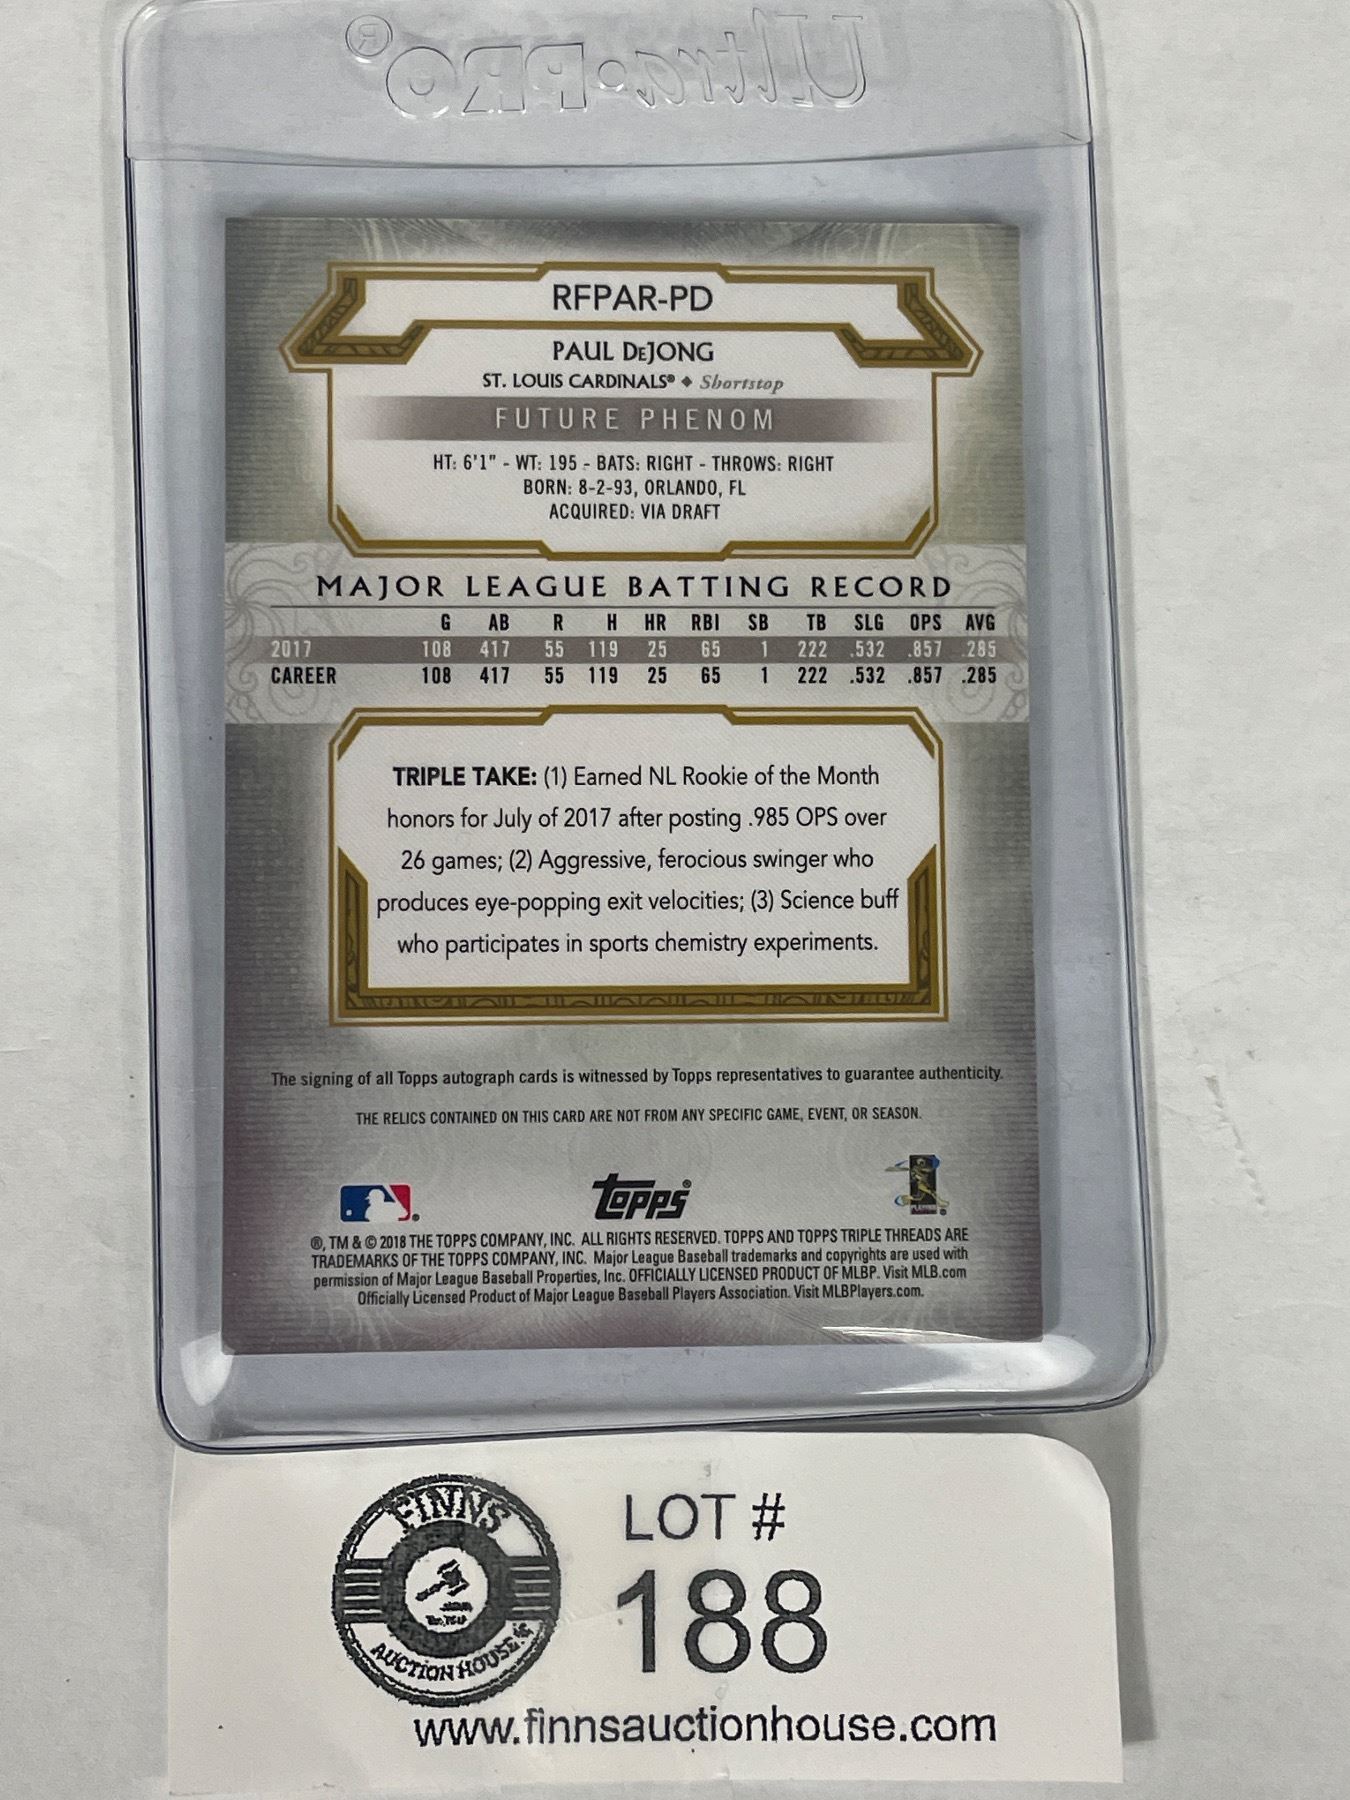 Ultra•PRO®
RFPAR-PD
PAUL DeJONG
ST. LOUIS CARDINALS® ◆ Shortstop
FUTURE PHENOM
HT: 6'1" - WT: 195 - BATS: RIGHT - THROWS: RIGHT
BORN: 8-2-93, ORLANDO, FL
ACQUIRED: VIA DRAFT
MAJOR LEAGUE BATTING RECORD
G AB R H HR RBI SB TB SLG OPS AVG
2017 108 417 55 119 25 65 1 222 .532 .857 .285
CAREER 108 417 55 119 25 65 1 222 .532 .857 .285
TRIPLE TAKE: (1) Earned NL Rookie of the Month
honors for July of 2017 after posting .985 OPS over
26 games; (2) Aggressive, ferocious swinger who
produces eye-popping exit velocities; (3) Science buff
who participates in sports chemistry experiments.
The signing of all Topps autograph cards is witnessed by Topps representatives to guarantee authenticity.
THE RELICS CONTAINED ON THIS CARD ARE NOT FROM ANY SPECIFIC GAME, EVENT, OR SEASON.
Topps®
®, TM & © 2018 THE TOPPS COMPANY, INC. ALL RIGHTS RESERVED. TOPPS AND TOPPS TRIPLE THREADS ARE
TRADEMARKS OF THE TOPPS COMPANY, INC. Major League Baseball trademarks and copyrights are used with
permission of Major League Baseball Properties, Inc. OFFICIALLY LICENSED PRODUCT OF MLBP. Visit MLB.com
Officially Licensed Product of Major League Baseball Players Association. Visit MLBPlayers.com.
FINNS
AUCTION HOUSE
LOT #
188
www.finnsauctionhouse.com